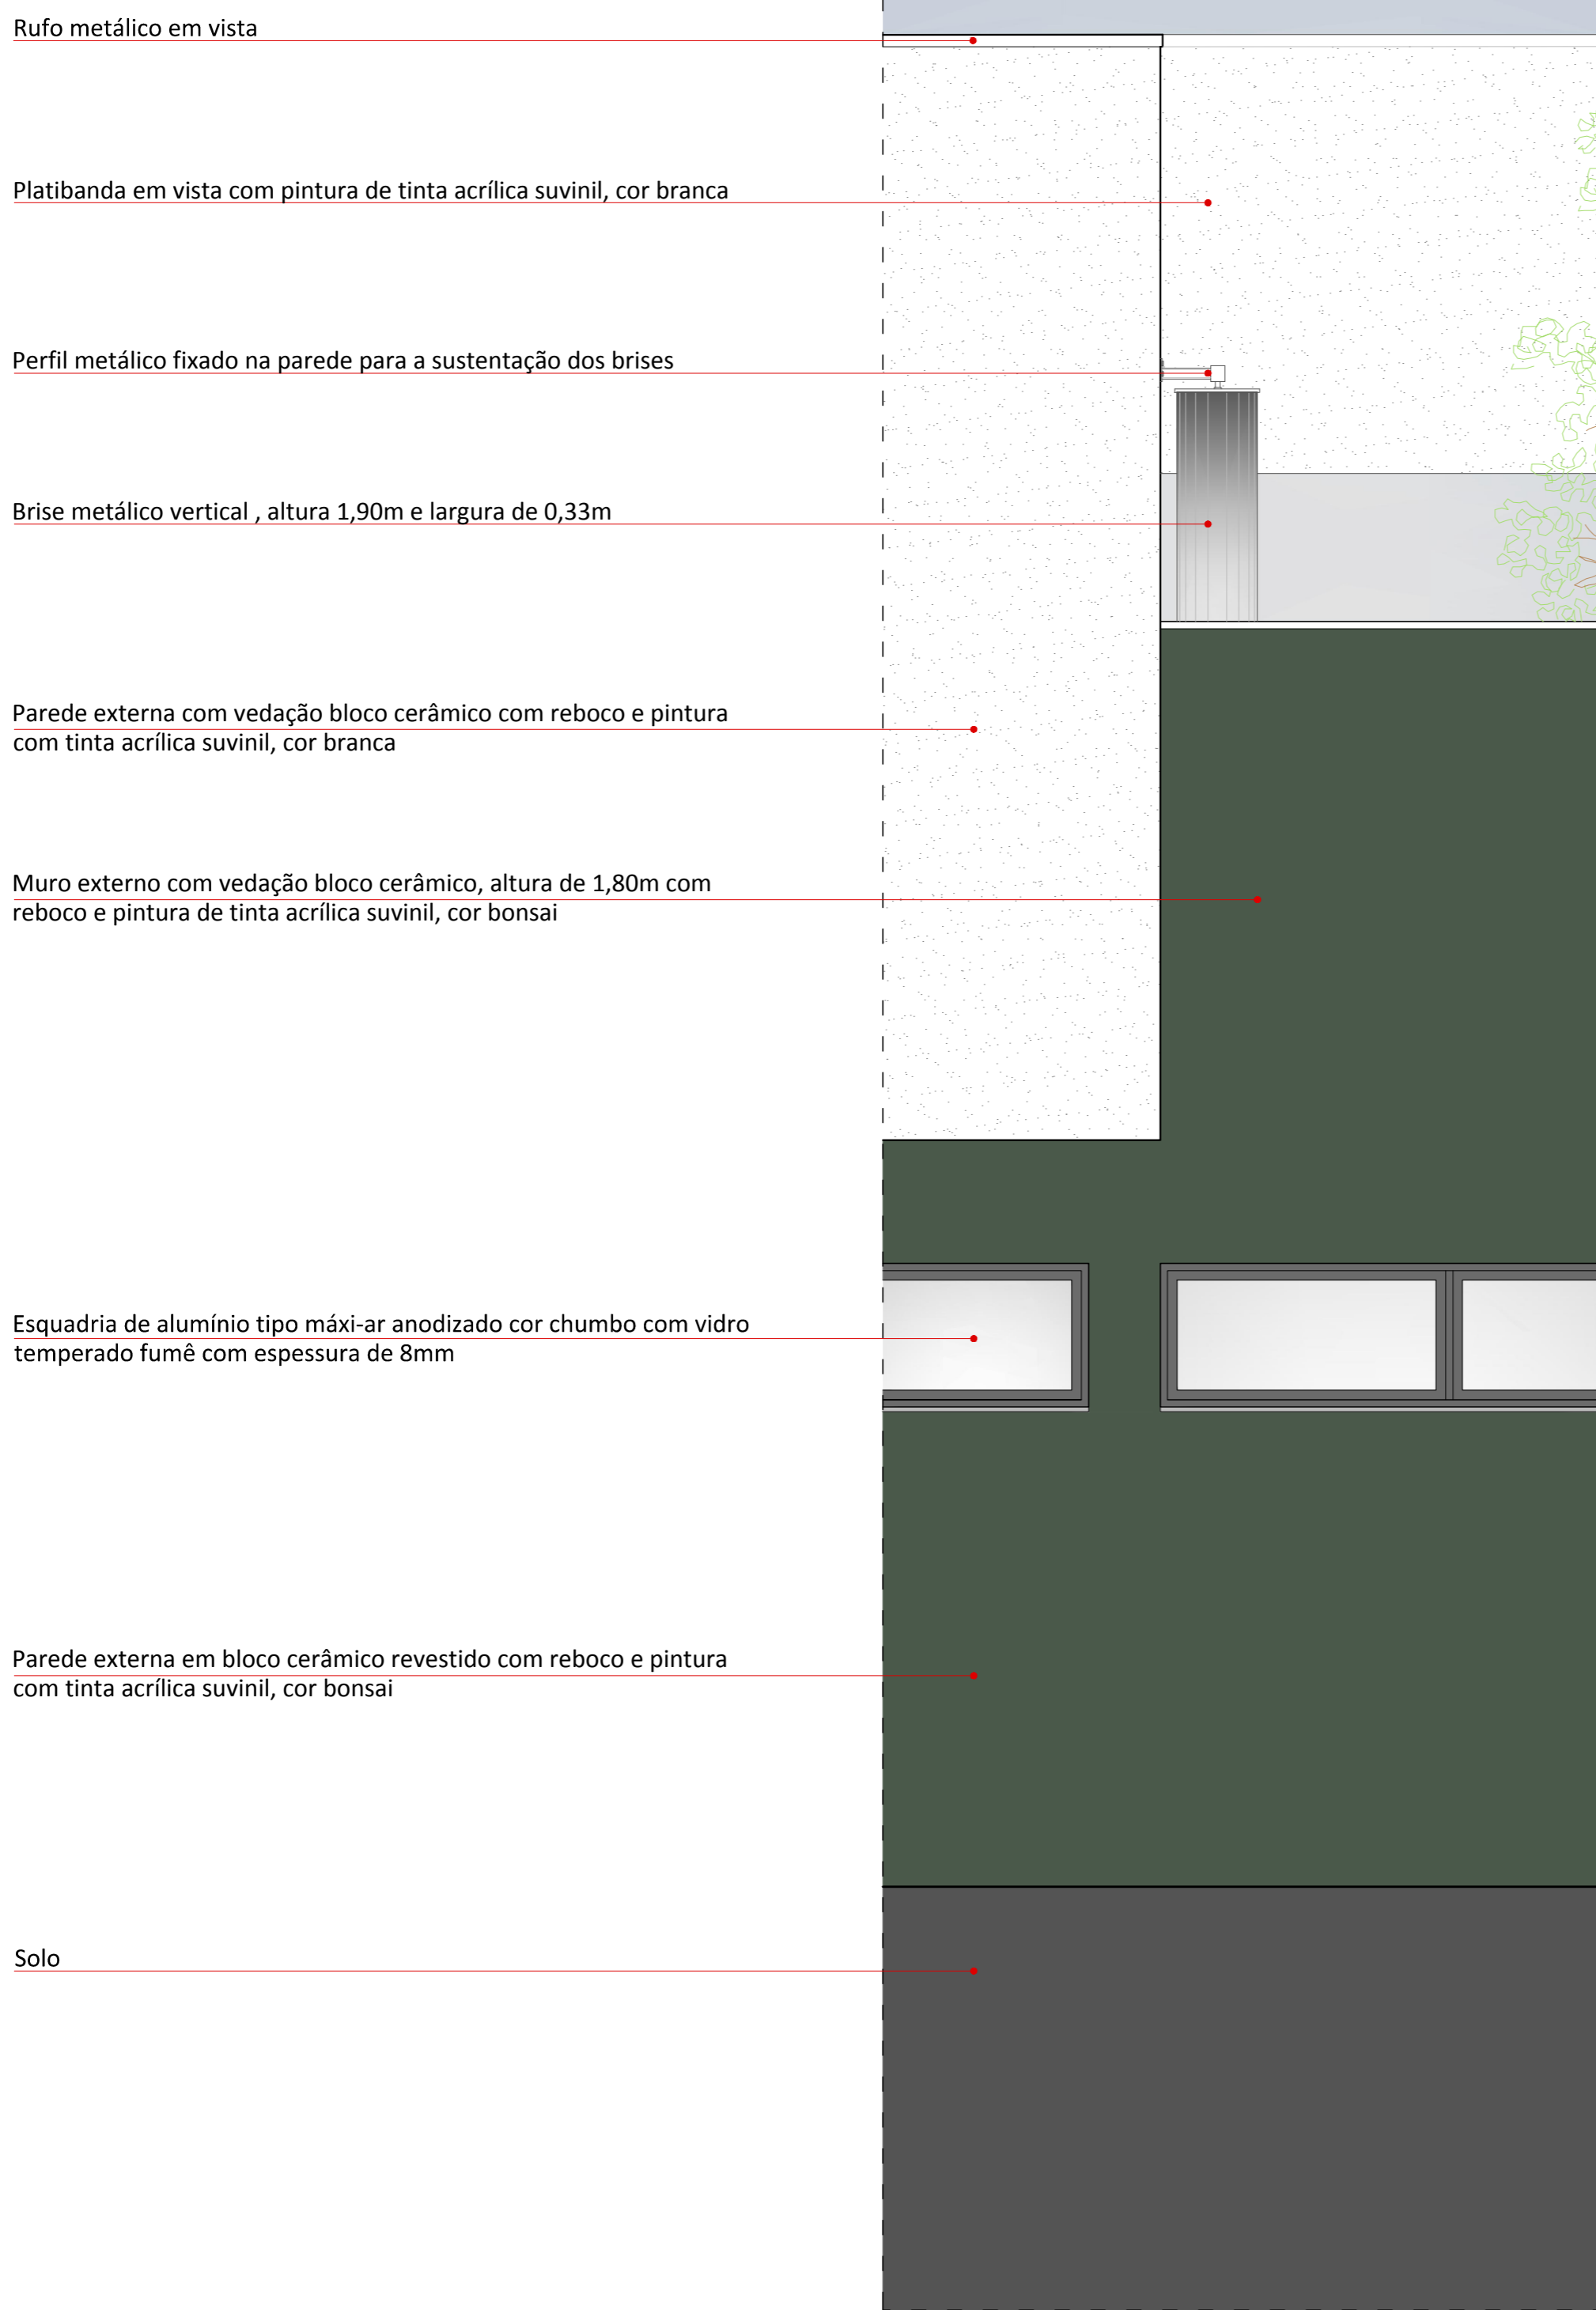 Rufo metálico em vista
Platibanda em vista com pintura de tinta acrílica suvinil, cor branca
Perfil metálico fixado na parede para a sustentação dos brises
Brise metálico vertical , altura 1,90m e largura de 0,33m
Parede externa com vedação bloco cerâmico com reboco e pintura
com tinta acrílica suvinil, cor branca
Muro externo com vedação bloco cerâmico, altura de 1,80m com
reboco e pintura de tinta acrílica suvinil, cor bonsai
Esquadria de alumínio tipo máxi-ar anodizado cor chumbo com vidro
temperado fumê com espessura de 8mm
Parede externa em bloco cerâmico revestido com reboco e pintura
com tinta acrílica suvinil, cor bonsai
Solo